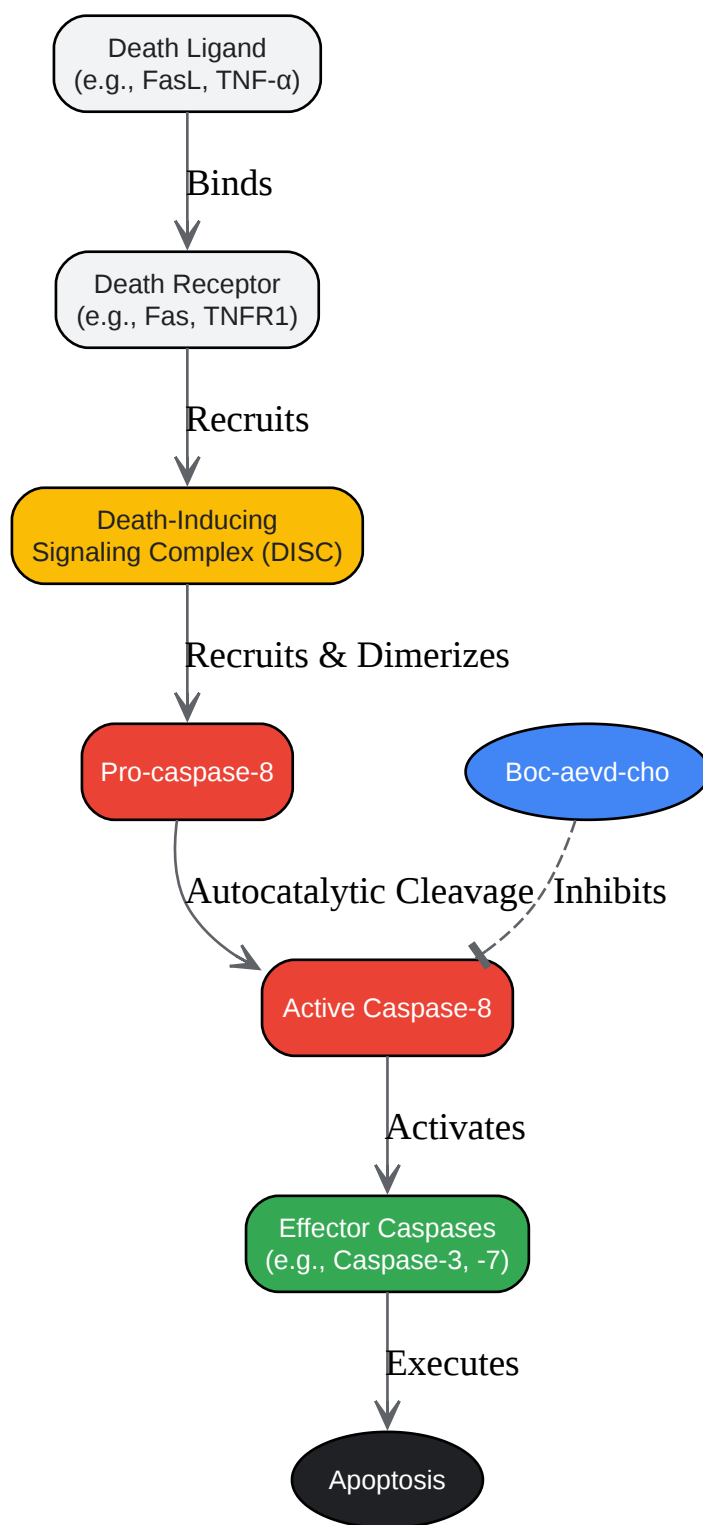 Death Ligand
(e.g., FasL, TNF-α)
Binds
Death Receptor
(e.g., Fas, TNFR1)
Recruits
Death-Inducing
Signaling Complex (DISC)
Recruits & Dimerizes
Pro-caspase-8
Boc-aevd-cho
Autocatalytic Cleavage
Inhibits
Active Caspase-8
Activates
Effector Caspases
(e.g., Caspase-3, -7)
Executes
Apoptosis